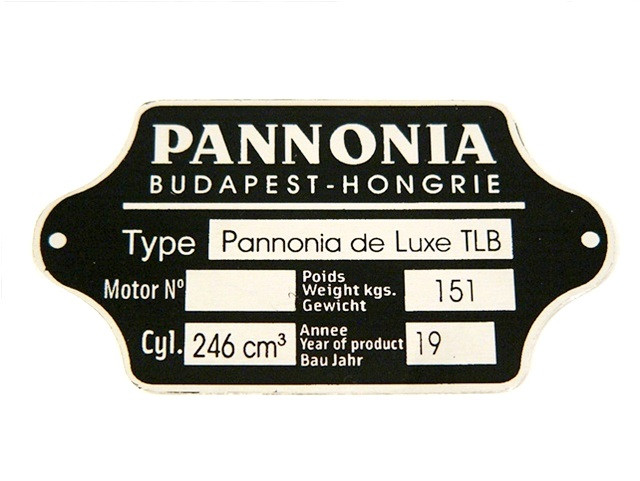 PANNONIA
BUDAPEST-HONGRIE
Type Pannonia de Luxe TLB
Motor Nº
Poids
Weight kgs. 151
Gewicht
Cyl. 246 cm³
Annee
Year of product 19
Bau Jahr